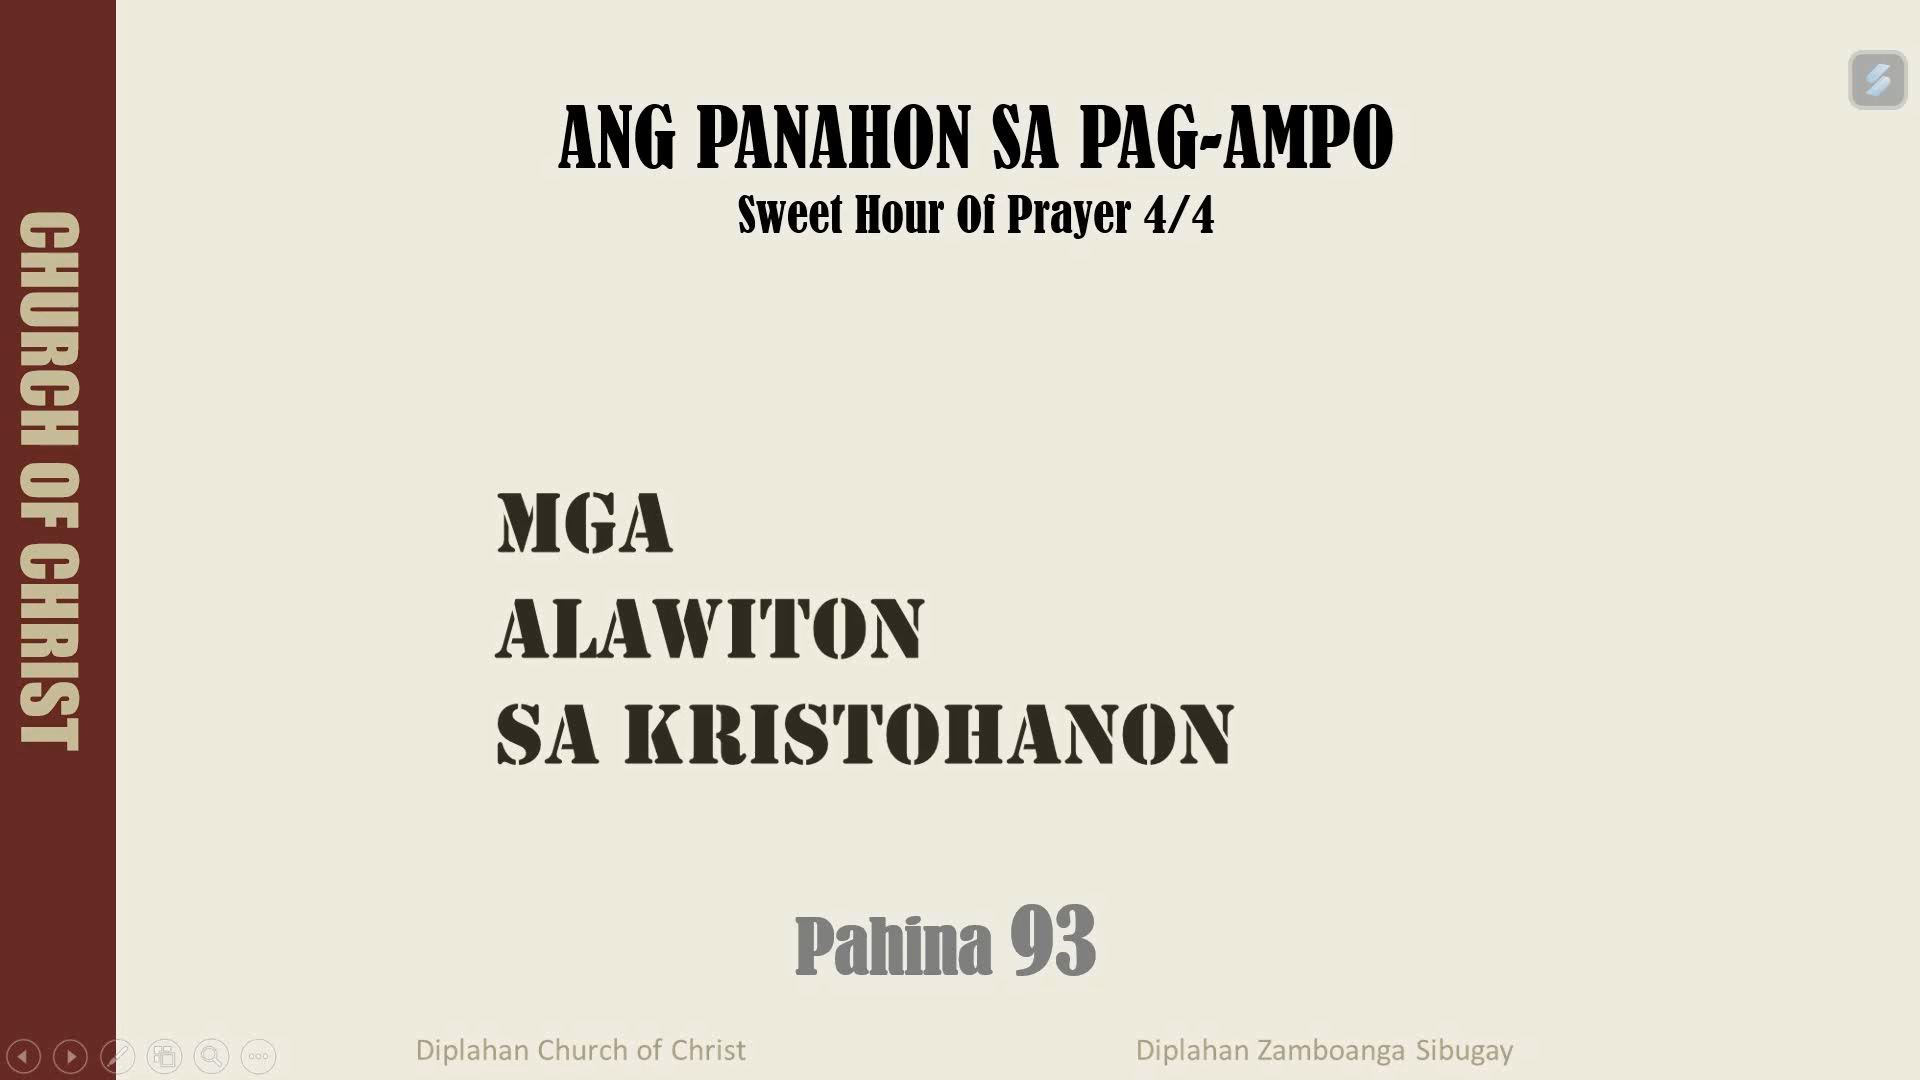 ANG PANAHON SA PAG-AMPO
Sweet Hour Of Prayer 4/4
CHURCH OF CHRIST
MGA
ALAWITON
SA KRISTOHANON
Pahina 93
Diplahan Church of Christ
Diplahan Zamboanga Sibugay